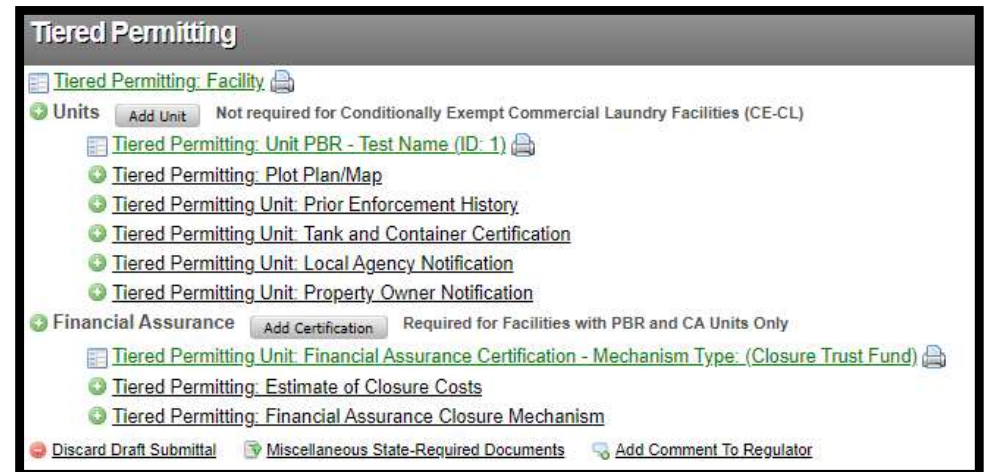 Tiered Permitting
Tiered Permitting: Facility
Units Add Unit Not required for Conditionally Exempt Commercial Laundry Facilities (CE-CL)
Tiered Permitting: Unit PBR - Test Name (ID: 1)
Tiered Permitting: Plot Plan/Map
Tiered Permitting Unit: Prior Enforcement History
Tiered Permitting Unit: Tank and Container Certification
Tiered Permitting Unit: Local Agency Notification
Tiered Permitting Unit: Property Owner Notification
Financial Assurance Add Certification Required for Facilities with PBR and CA Units Only
Tiered Permitting Unit: Financial Assurance Certification - Mechanism Type: (Closure Trust Fund)
Tiered Permitting: Estimate of Closure Costs
Tiered Permitting: Financial Assurance Closure Mechanism
Discard Draft Submittal Miscellaneous State-Required Documents Add Comment To Regulator